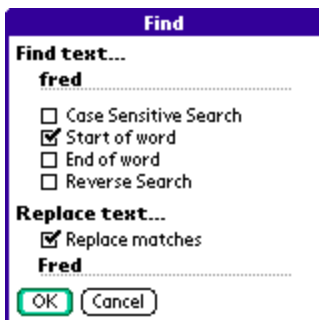 Find
Find text...
fred
Case Sensitive Search
Start of word
End of word
Reverse Search
Replace text...
Replace matches
Fred
OK Cancel